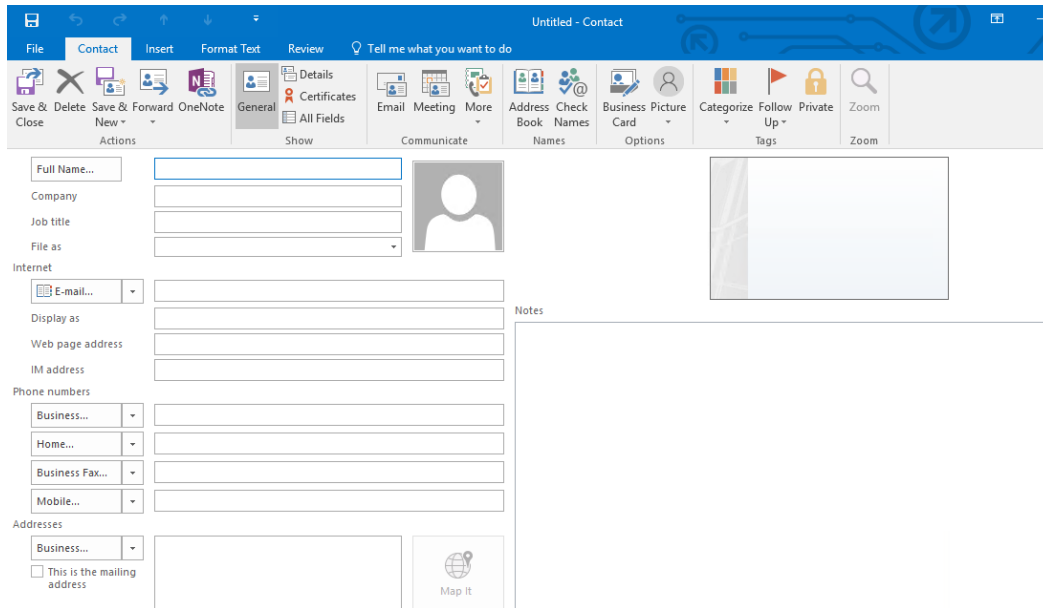 Untitled - Contact
File Contact Insert Format Text Review Tell me what you want to do
Save & Close Delete Save & New Forward OneNote General Details Certificates All Fields Email Meeting More Address Book Check Names Business Card Picture Categorize Follow Up Private Zoom
Actions Show Communicate Names Options Tags Zoom
Full Name...
Company
Job title
File as
Internet
E-mail...
Display as
Notes
Web page address
IM address
Phone numbers
Business...
Home...
Business Fax...
Mobile...
Addresses
Business...
This is the mailing
address
Map It